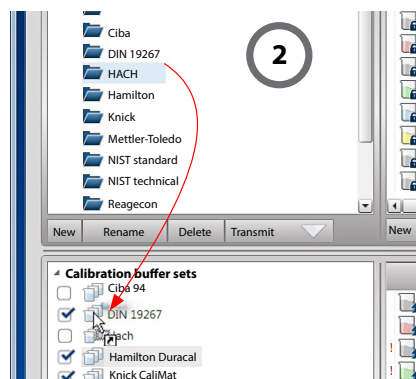 Ciba
DIN 19267
HACH
Hamilton
Knick
Mettler-Toledo
NIST standard
NIST technical
Reagecon
2
New Rename Delete Transmit New
Calibration buffer sets
Ciba 94
DIN 19267
Hach
Hamilton Duracal
Knick CaliMat